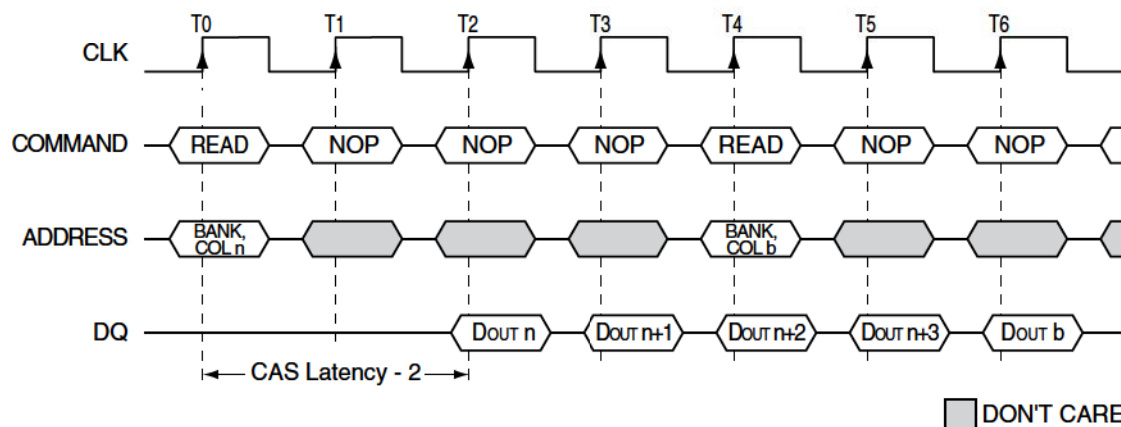 T0 T1 T2 T3 T4 T5 T6
CLK
COMMAND READ NOP NOP NOP READ NOP NOP
ADDRESS BANK, COL n BANK, COL b
DQ DOUT n DOUT n+1 DOUT n+2 DOUT n+3 DOUT b
CAS Latency - 2
DON'T CARE